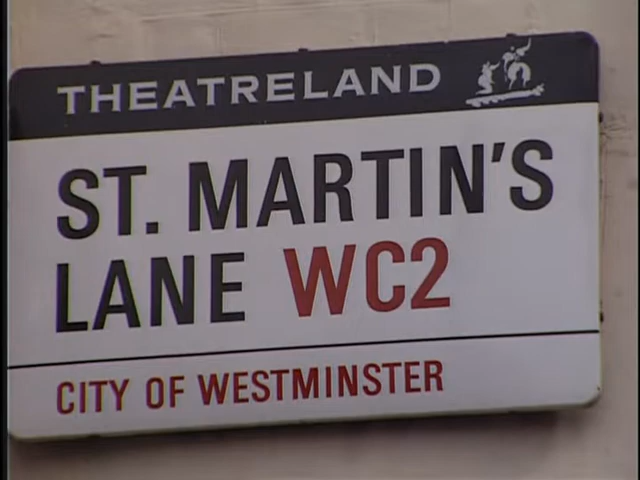 THEATRELAND
ST. MARTIN'S
LANE WC2
CITY OF WESTMINSTER